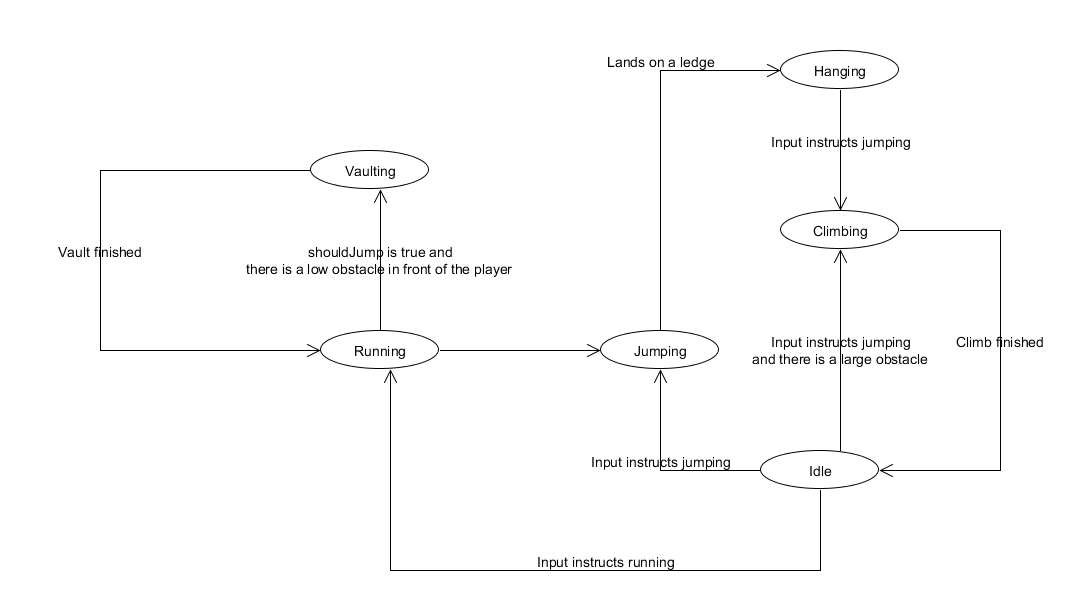 Lands on a ledge
Hanging
Input instructs jumping
Vaulting
Climbing
Vault finished
shouldJump is true and
there is a low obstacle in front of the player
Running
Jumping
Input instructs jumping
and there is a large obstacle
Climb finished
Input instructs jumping
Idle
Input instructs running